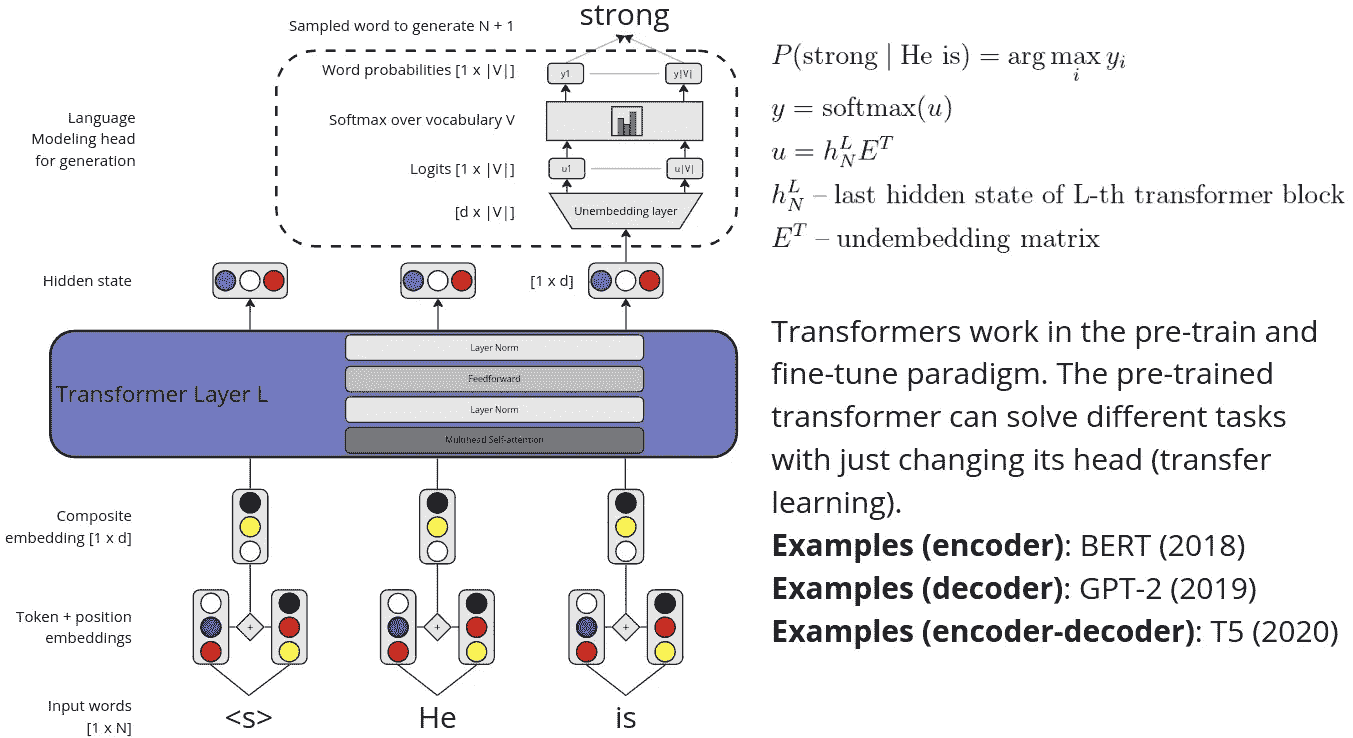 strong
Sampled word to generate N + 1
Word probabilities [1 x |V|]
y1
y|V|
Language
Modeling head
for generation
Softmax over vocabulary V
Logits [1 x |V|]
u1
u|V|
[d x |V|]
Unembedding layer
Hidden state
[1 x d]
Transformer Layer L
Layer Norm
Feedforward
Layer Norm
Multihead Self-attention
Composite
embedding [1 x d]
Token + position
embeddings
+
+
+
Input words
[1 x N]
<s>
He
is
P(strong | He is) = arg max y_i
i
y = softmax(u)
u = h_N^L E^T
h_N^L – last hidden state of L-th transformer block
E^T – undembedding matrix
Transformers work in the pre-train and
fine-tune paradigm. The pre-trained
transformer can solve different tasks
with just changing its head (transfer
learning).
Examples (encoder): BERT (2018)
Examples (decoder): GPT-2 (2019)
Examples (encoder-decoder): T5 (2020)